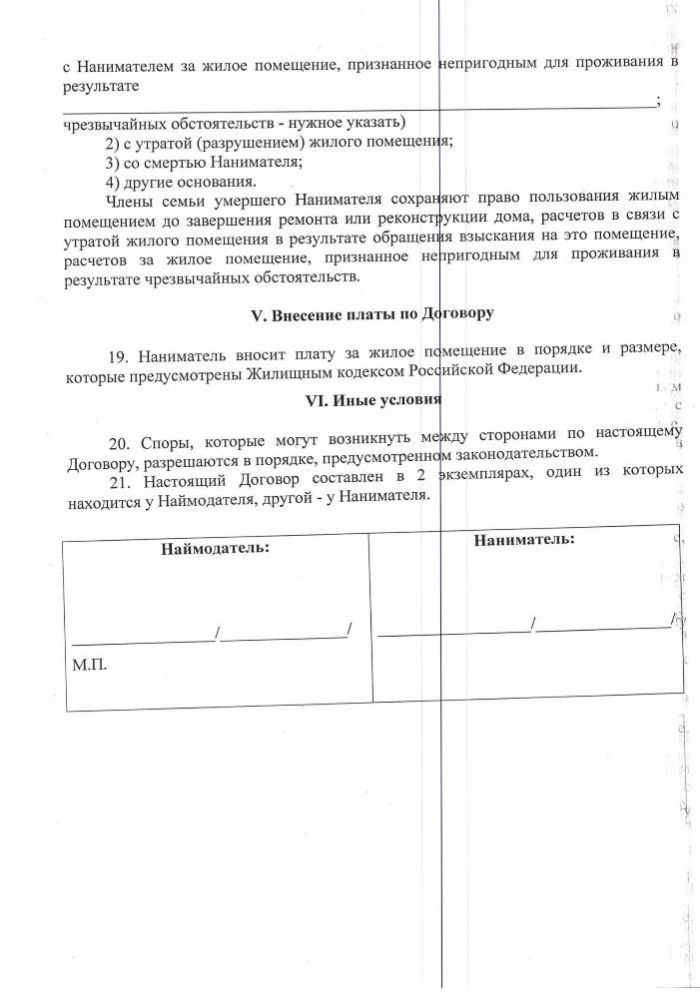 с Нанимателем за жилое помещение, признанное непригодным для проживания в
результате
____________________________________________________________________;
чрезвычайных обстоятельств - нужное указать)
2) с утратой (разрушением) жилого помещения;
3) со смертью Нанимателя;
4) другие основания.
Члены семьи умершего Нанимателя сохраняют право пользования жилым
помещением до завершения ремонта или реконструкции дома, расчетов в связи с
утратой жилого помещения в результате обращения взыскания на это помещение,
расчетов за жилое помещение, признанное непригодным для проживания в
результате чрезвычайных обстоятельств.
V. Внесение платы по Договору
19. Наниматель вносит плату за жилое помещение в порядке и размере,
которые предусмотрены Жилищным кодексом Российской Федерации.
VI. Иные условия
20. Споры, которые могут возникнуть между сторонами по настоящему
Договору, разрешаются в порядке, предусмотренном законодательством.
21. Настоящий Договор составлен в 2 экземплярах, один из которых
находится у Наймодателя, другой - у Нанимателя.
Наймодатель:
_________________/_______________/
М.П.
Наниматель:
__________________/________________/